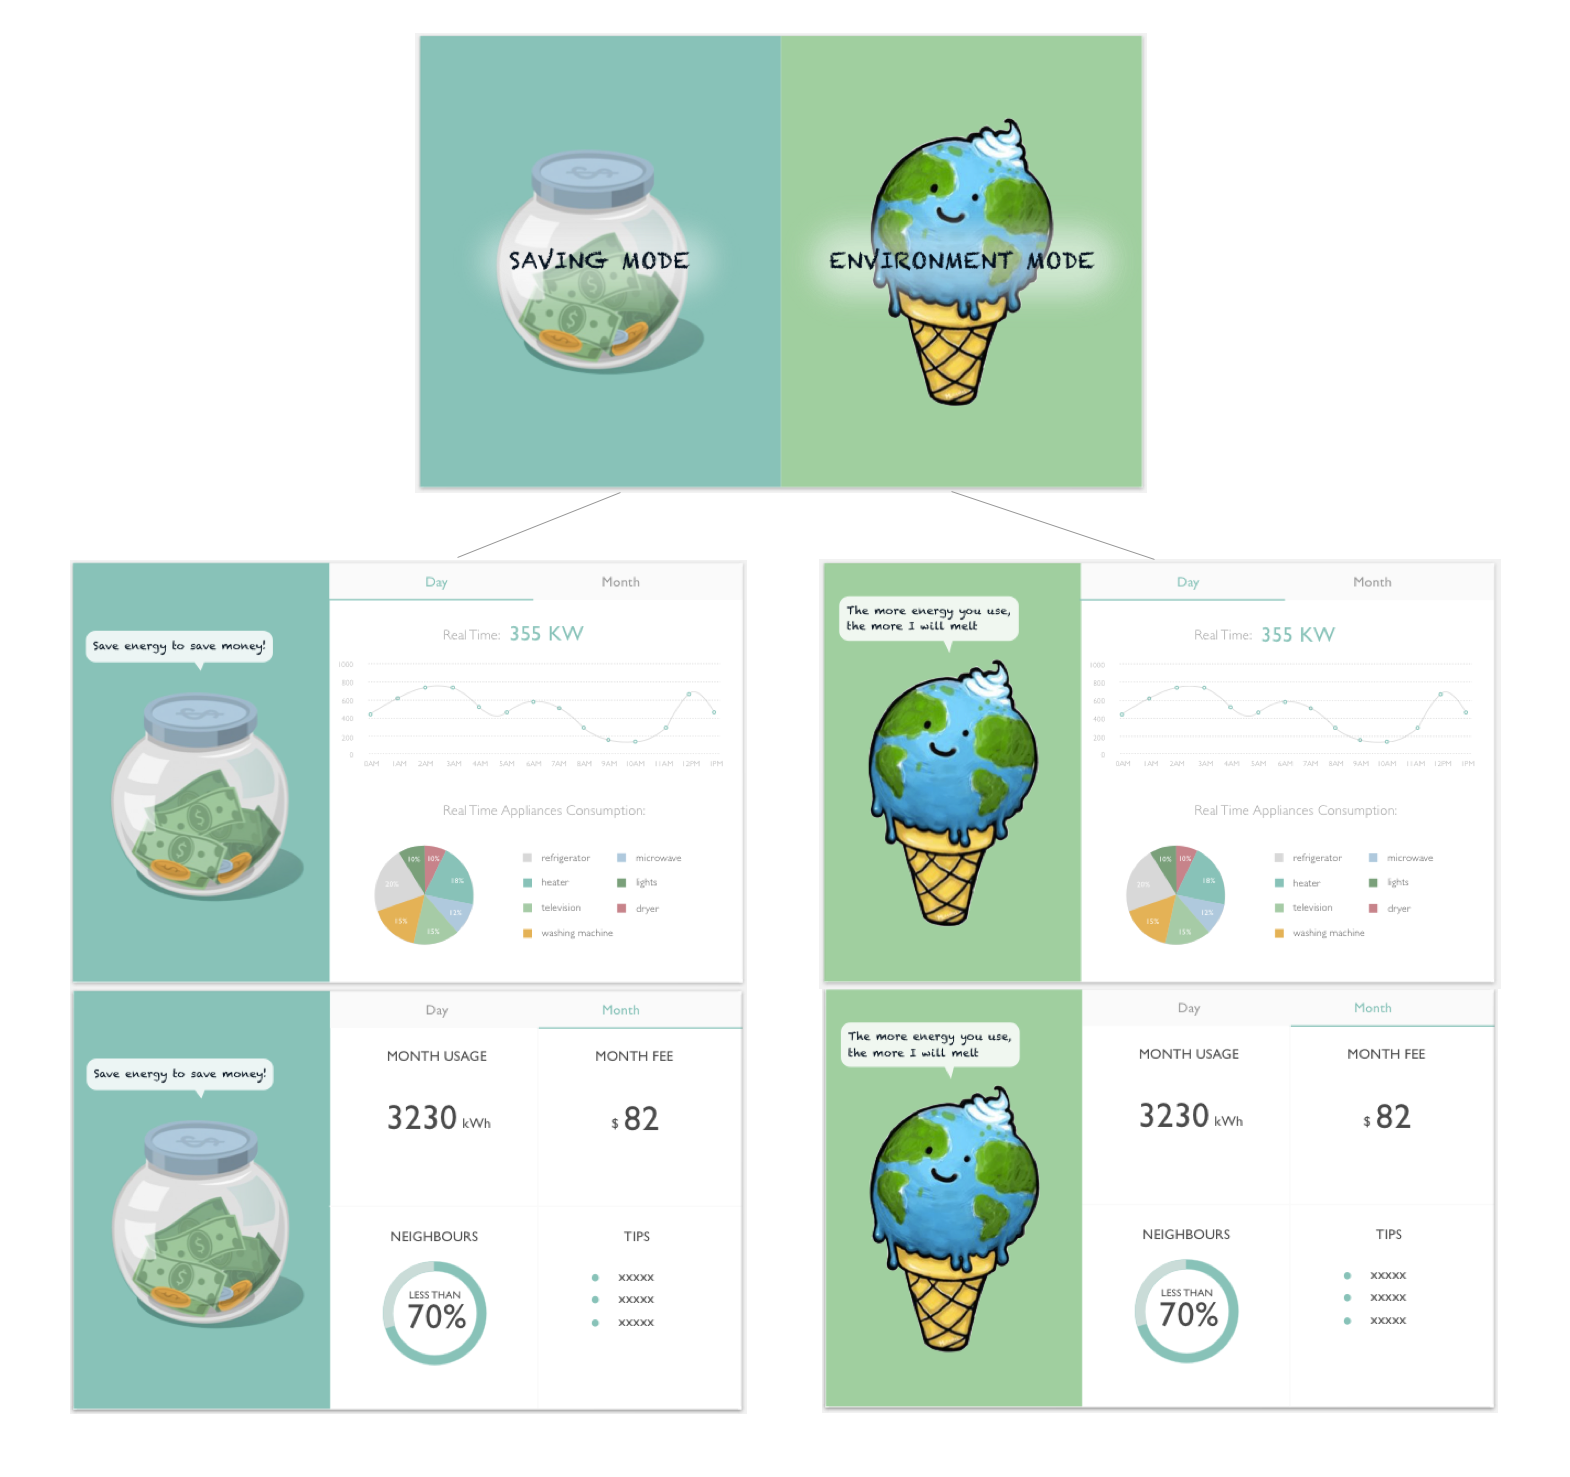 SAVING MODE
ENVIRONMENT MODE
Day
Month
Save energy to save money!
Real Time: 355 KW
1000
800
600
400
200
0
0AM 1AM 2AM 3AM 4AM 5AM 6AM 7AM 8AM 9AM 10AM 11AM 12PM 1PM
Real Time Appliances Consumption:
10% 10%
18%
20%
12%
15%
15%
refrigerator
microwave
heater
lights
television
dryer
washing machine
The more energy you use,
the more I will melt
Day
Month
Real Time: 355 KW
1000
800
600
400
200
0
0AM 1AM 2AM 3AM 4AM 5AM 6AM 7AM 8AM 9AM 10AM 11AM 12PM 1PM
Real Time Appliances Consumption:
10% 10%
18%
20%
12%
15%
15%
refrigerator
microwave
heater
lights
television
dryer
washing machine
Save energy to save money!
Day
Month
MONTH USAGE
MONTH FEE
3230 kWh
$ 82
NEIGHBOURS
TIPS
LESS THAN
70%
xxxxx
xxxxx
xxxxx
The more energy you use,
the more I will melt
Day
Month
MONTH USAGE
MONTH FEE
3230 kWh
$ 82
NEIGHBOURS
TIPS
LESS THAN
70%
xxxxx
xxxxx
xxxxx